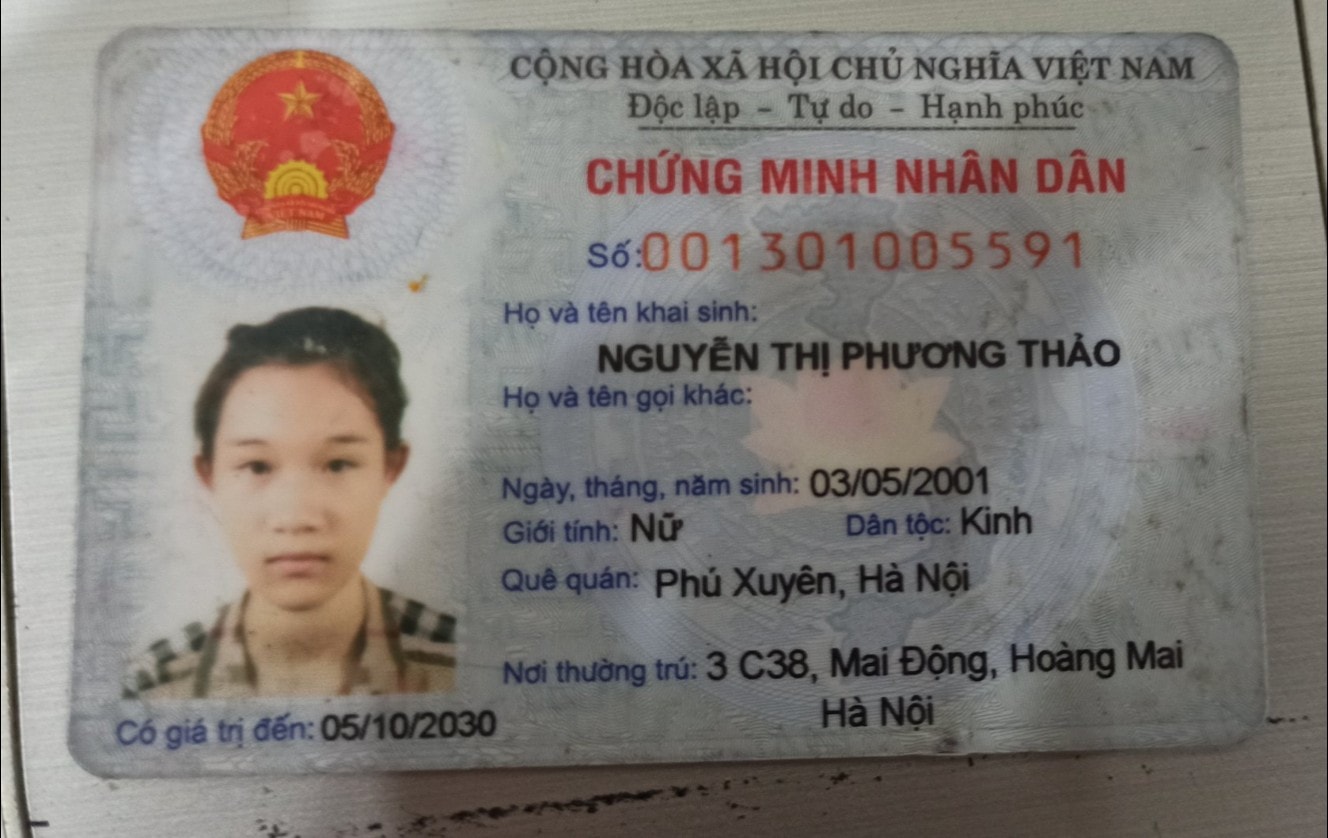 CỘNG HÒA XÃ HỘI CHỦ NGHĨA VIỆT NAM
Độc lập - Tự do - Hạnh phúc
CHỨNG MINH NHÂN DÂN
Số: 001301005591
Họ và tên khai sinh:
NGUYỄN THỊ PHƯƠNG THẢO
Họ và tên gọi khác:
Ngày, tháng, năm sinh: 03/05/2001
Giới tính: Nữ Dân tộc: Kinh
Quê quán: Phú Xuyên, Hà Nội
Nơi thường trú: 3 C38, Mai Động, Hoàng Mai
Hà Nội
Có giá trị đến: 05/10/2030
VIỆT NAM